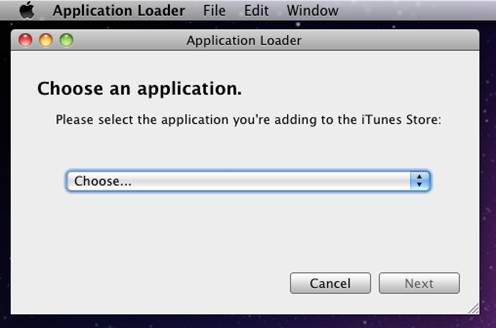 Application Loader File Edit Window
Application Loader
Choose an application.
Please select the application you're adding to the iTunes Store:
Choose...
Cancel Next